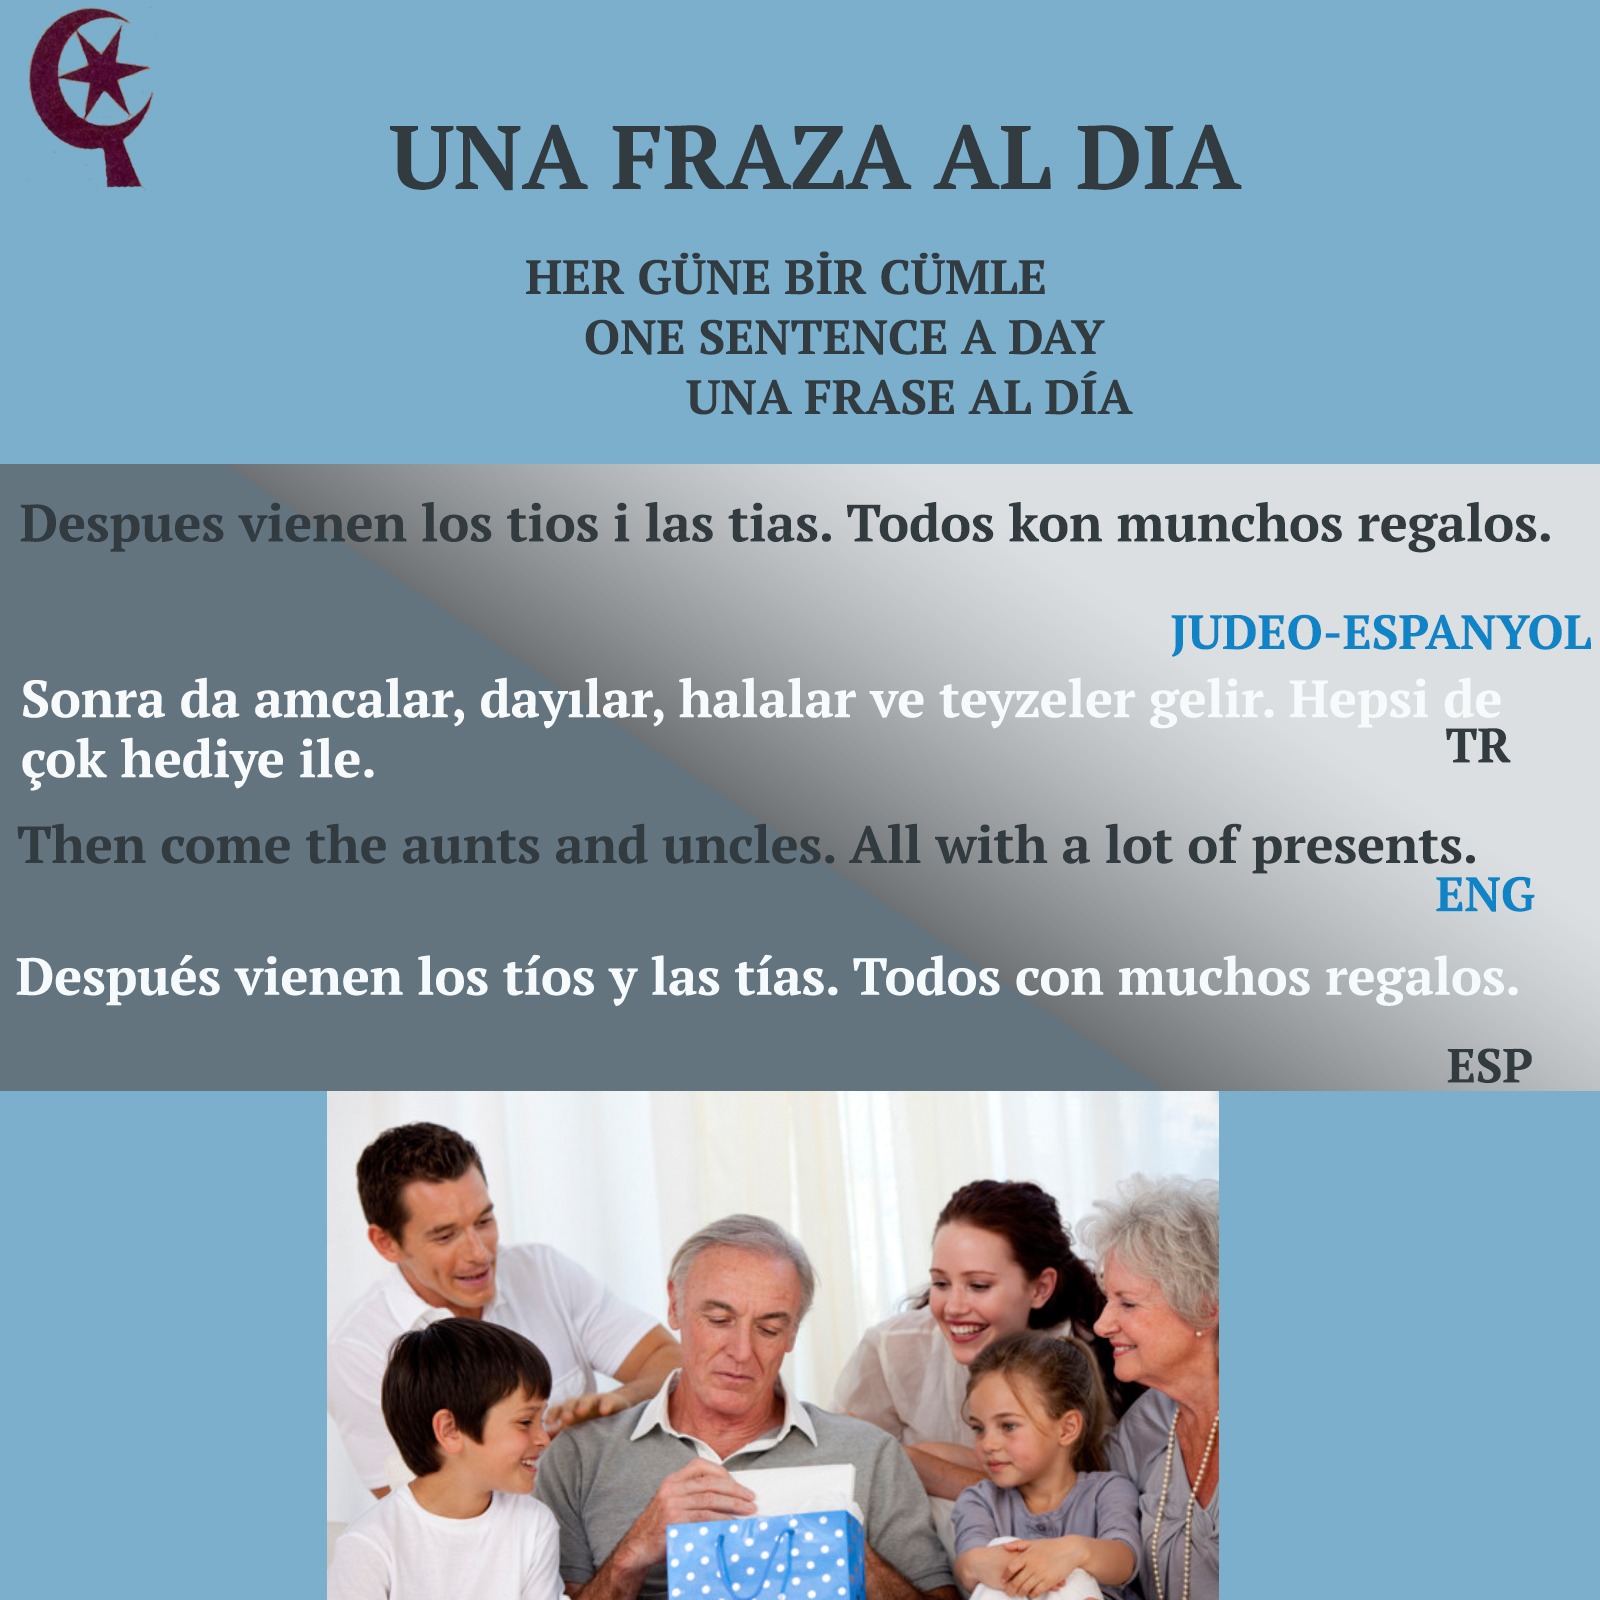 UNA FRAZA AL DIA
HER GÜNE BİR CÜMLE
ONE SENTENCE A DAY
UNA FRASE AL DÍA
Despues vienen los tios i las tias. Todos kon munchos regalos.
JUDEO-ESPANYOL
Sonra da amcalar, dayılar, halalar ve teyzeler gelir. Hepsi de
çok hediye ile.
TR
Then come the aunts and uncles. All with a lot of presents.
ENG
Después vienen los tíos y las tías. Todos con muchos regalos.
ESP